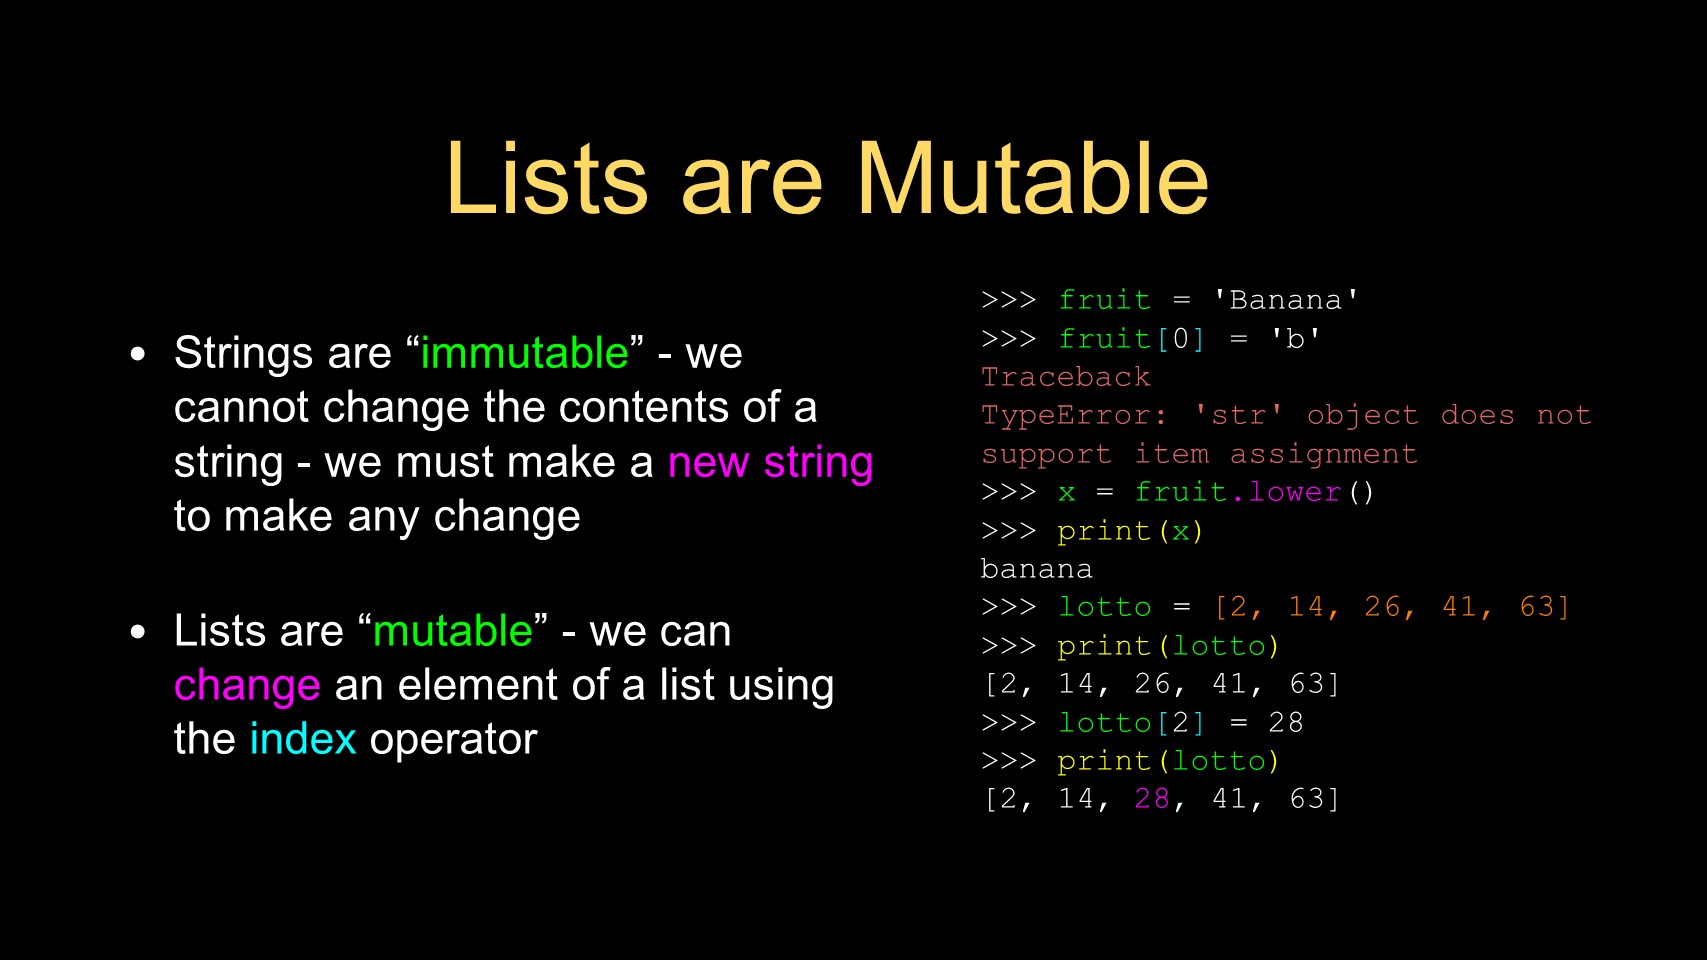 Lists are Mutable
• Strings are “immutable” - we
cannot change the contents of a
string - we must make a new string
to make any change
• Lists are “mutable” - we can
change an element of a list using
the index operator
>>> fruit = 'Banana'
>>> fruit[0] = 'b'
Traceback
TypeError: 'str' object does not
support item assignment
>>> x = fruit.lower()
>>> print(x)
banana
>>> lotto = [2, 14, 26, 41, 63]
>>> print(lotto)
[2, 14, 26, 41, 63]
>>> lotto[2] = 28
>>> print(lotto)
[2, 14, 28, 41, 63]